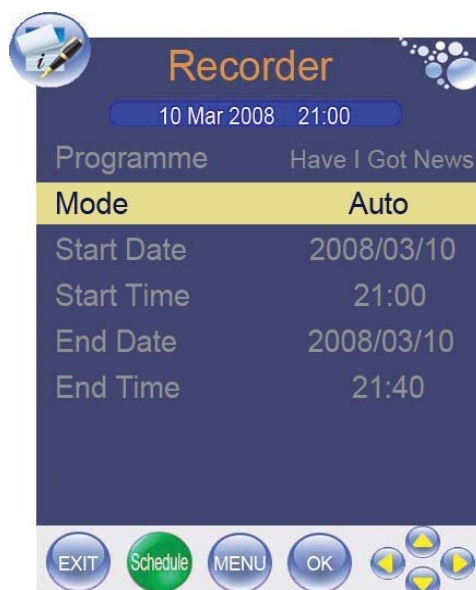 i
Recorder
10 Mar 2008 21:00
Programme Have I Got News
Mode Auto
Start Date 2008/03/10
Start Time 21:00
End Date 2008/03/10
End Time 21:40
EXIT Schedule MENU OK